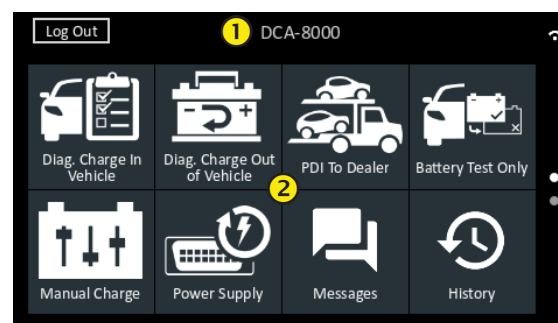 Log Out
1
DCA-8000
Diag. Charge In
Vehicle
Diag. Charge Out
of Vehicle
PDI To Dealer
Battery Test Only
2
Manual Charge
Power Supply
Messages
History